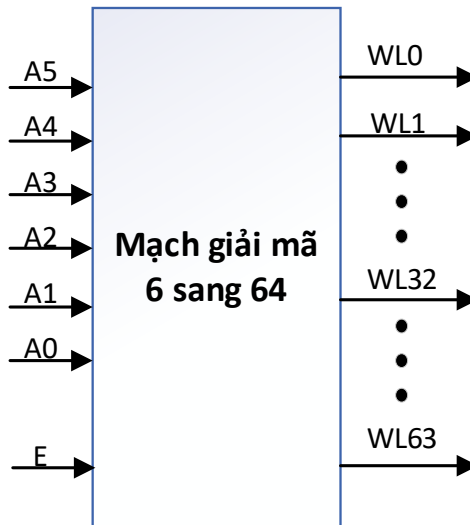 A5
A4
A3
A2
A1
A0
E
Mạch giải mã
6 sang 64
WL0
WL1
WL32
WL63